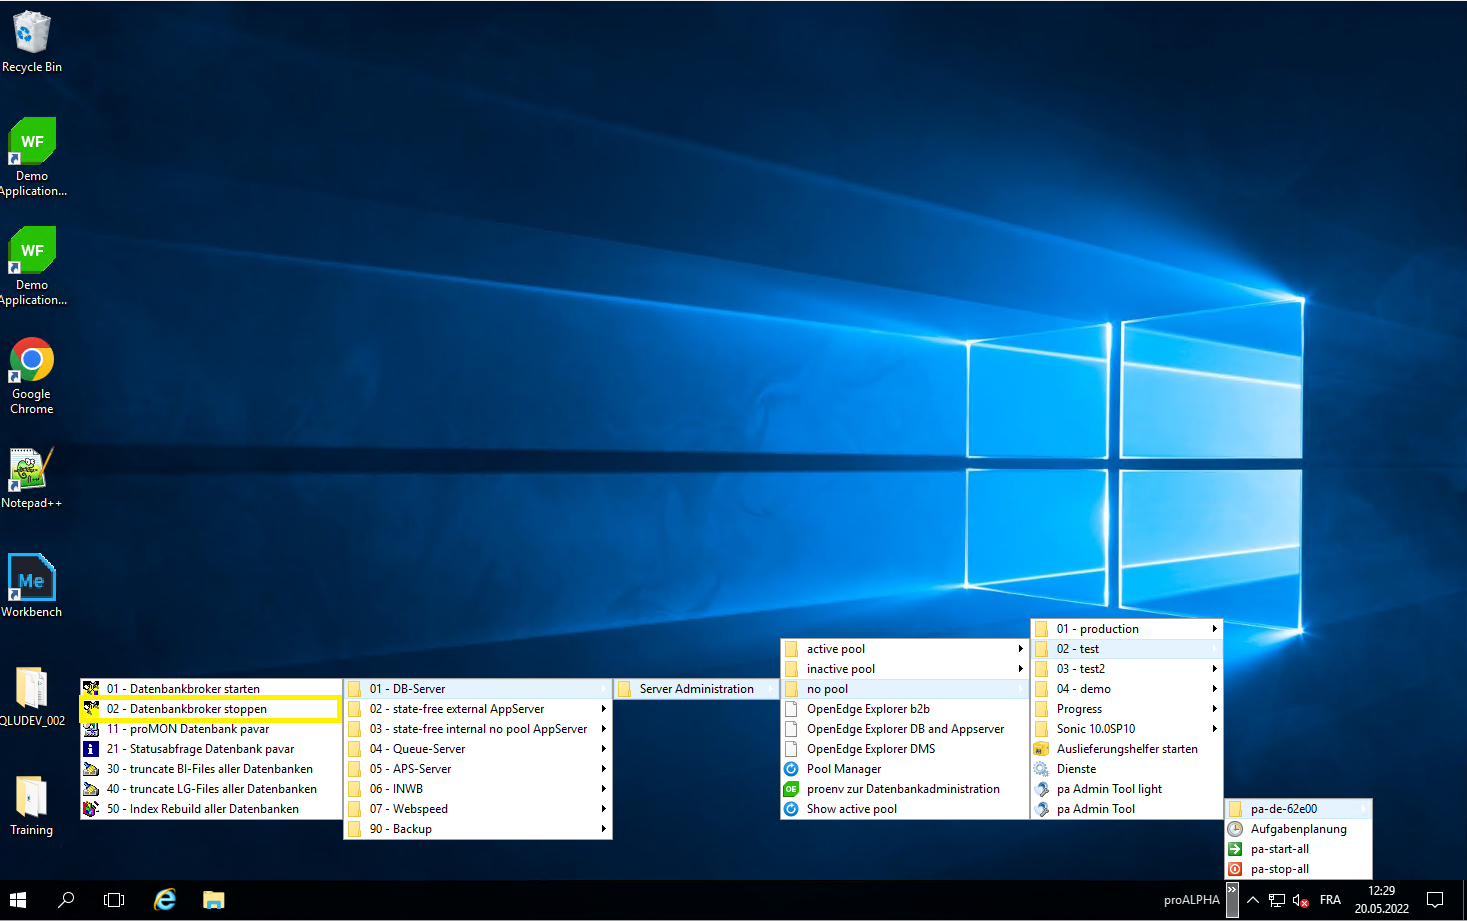 Recycle Bin
WF
Demo
Application...
WF
Demo
Application...
Google
Chrome
Notepad++
Me
Workbench
QLUDEV_002
Training
01 - Datenbankbroker starten
02 - Datenbankbroker stoppen
11 - proMON Datenbank pavar
21 - Statusabfrage Datenbank pavar
30 - truncate BI-Files aller Datenbanken
40 - truncate LG-Files aller Datenbanken
50 - Index Rebuild aller Datenbanken
01 - DB-Server
02 - state-free external AppServer
03 - state-free internal no pool AppServer
04 - Queue-Server
05 - APS-Server
06 - INWB
07 - Webspeed
90 - Backup
Server Administration
active pool
inactive pool
no pool
OpenEdge Explorer b2b
OpenEdge Explorer DB and Appserver
OpenEdge Explorer DMS
Pool Manager
OE
proenv zur Datenbankadministration
Show active pool
01 - production
02 - test
03 - test2
04 - demo
Progress
Sonic 10.0SP10
Auslieferungshelfer starten
Dienste
pa Admin Tool light
pa Admin Tool
pa-de-62e00
Aufgabenplanung
pa-start-all
pa-stop-all
proALPHA
FRA
12:29
20.05.2022